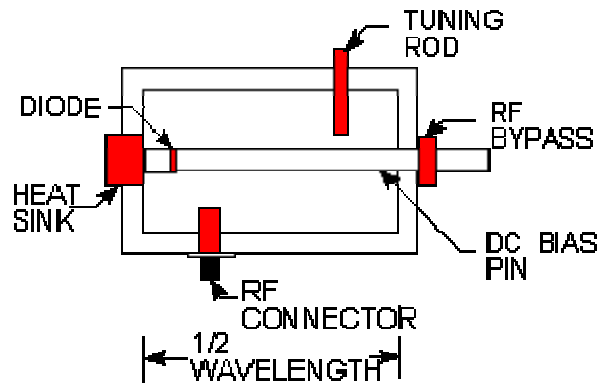 TUNING
ROD
DIODE
RF
BYPASS
HEAT
SINK
DC BIAS
PIN
RF
CONNECTOR
1/2
WAVELENGTH